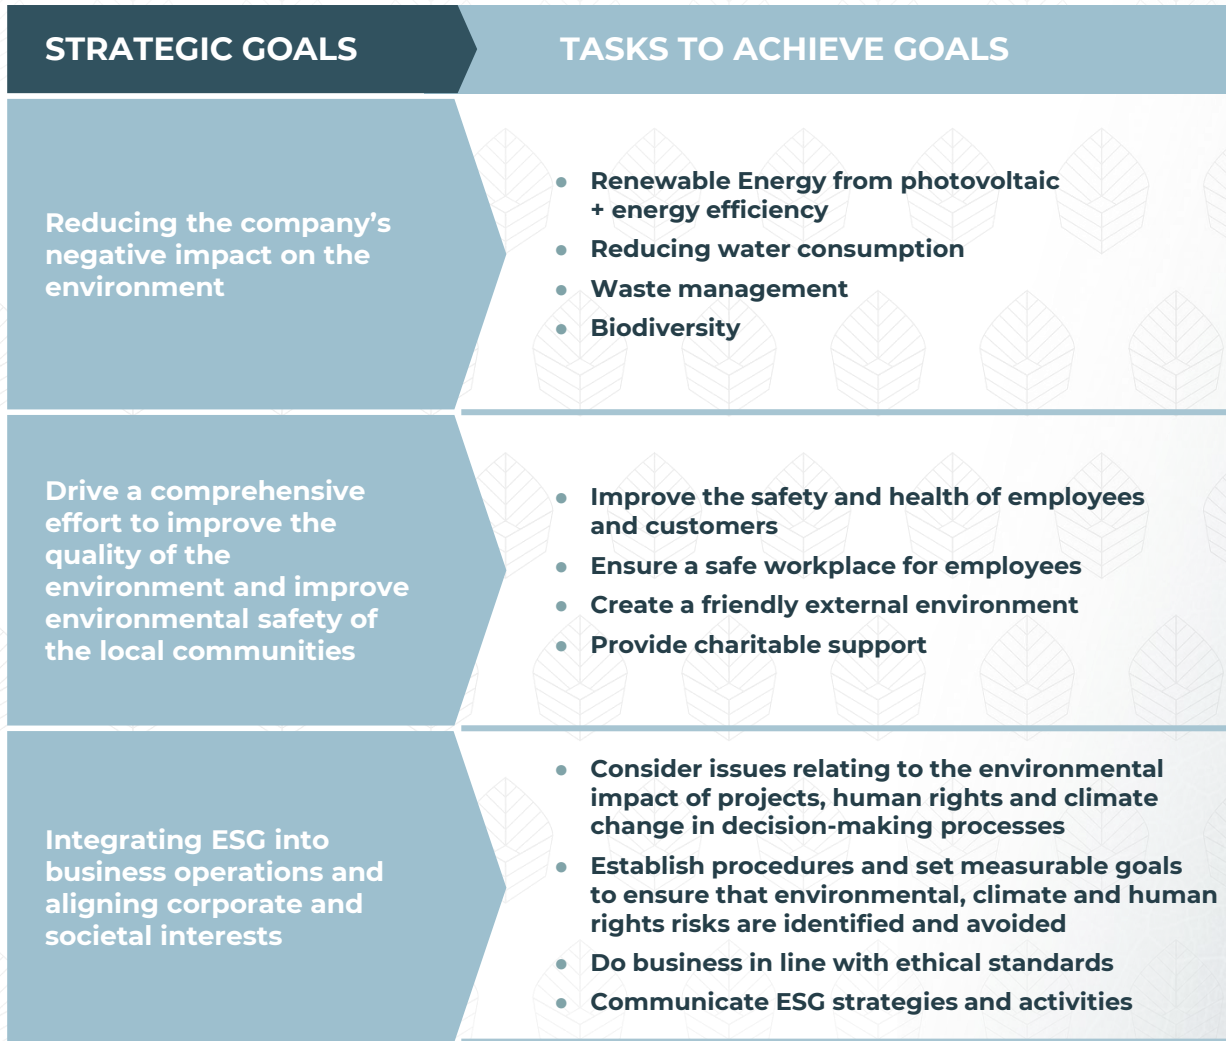 STRATEGIC GOALS
TASKS TO ACHIEVE GOALS
Reducing the company’s
negative impact on the
environment
● Renewable Energy from photovoltaic
+ energy efficiency
● Reducing water consumption
● Waste management
● Biodiversity
Drive a comprehensive
effort to improve the
quality of the
environment and improve
environmental safety of
the local communities
● Improve the safety and health of employees
and customers
● Ensure a safe workplace for employees
● Create a friendly external environment
● Provide charitable support
Integrating ESG into
business operations and
aligning corporate and
societal interests
● Consider issues relating to the environmental
impact of projects, human rights and climate
change in decision-making processes
● Establish procedures and set measurable goals
to ensure that environmental, climate and human
rights risks are identified and avoided
● Do business in line with ethical standards
● Communicate ESG strategies and activities